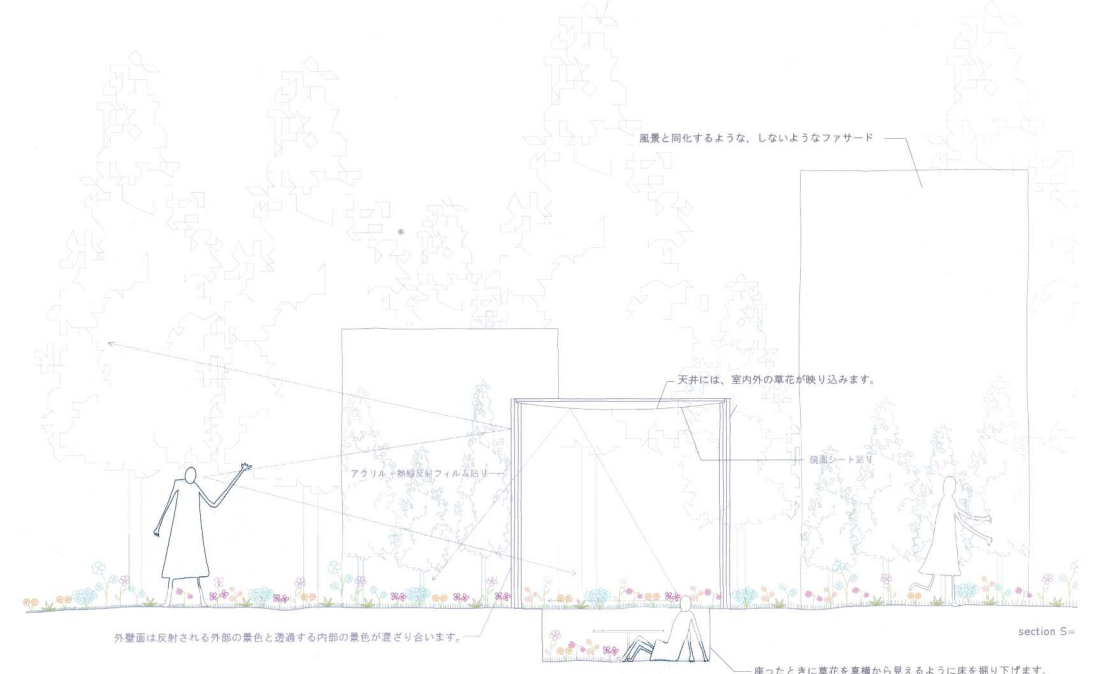 風景と同化するような、しないようなファサード
天井には、室内外の草花が映り込みます。
鏡面シート貼り
アクリル+熱線反射フィルム貼り
外壁面は反射される外部の景色と透過する内部の景色が混ざり合います。
section S=
座ったときに草花を真横から見えるように床を掘り下げます。